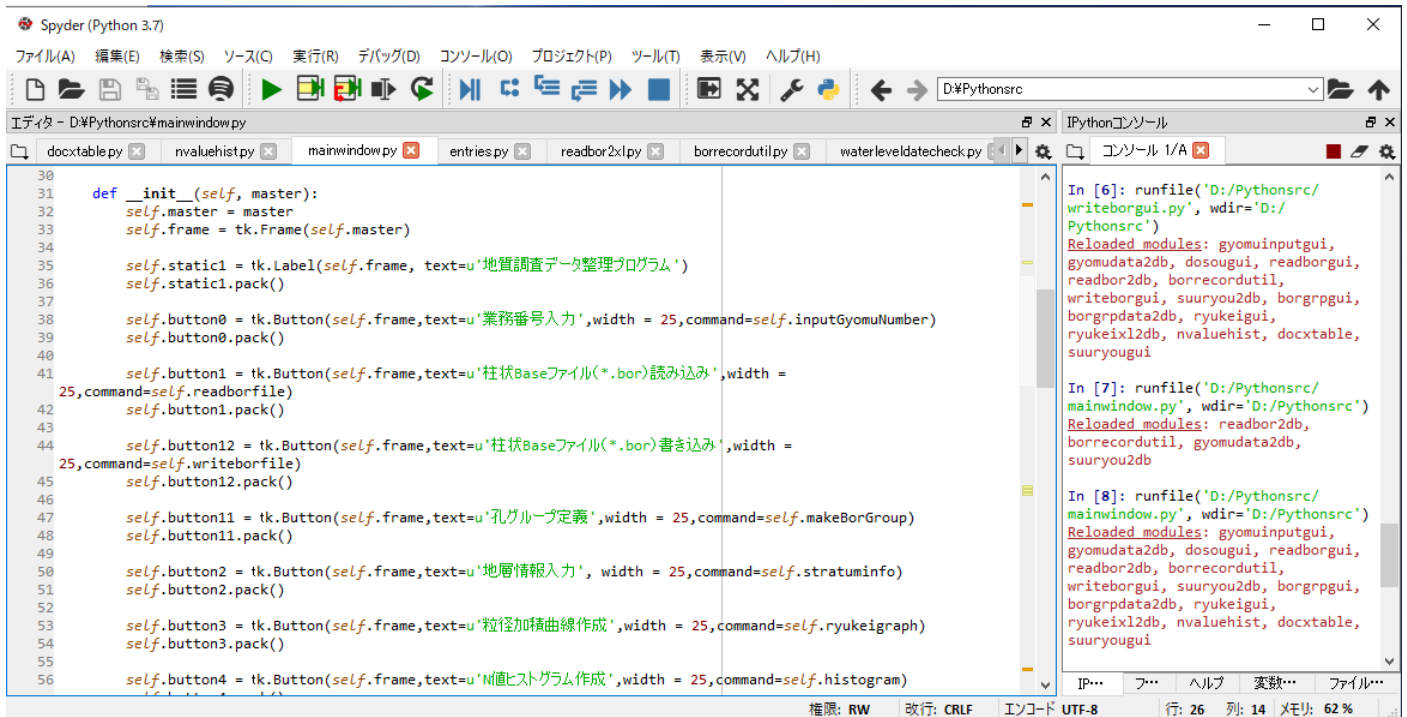 Spyder (Python 3.7)
ファイル(A) 編集(E) 検索(S) ソース(C) 実行(R) デバッグ(D) コンソール(O) プロジェクト(P) ツール(T) 表示(V) ヘルプ(H)
D:¥Pythonsrc
エディタ - D:¥Pythonsrc¥mainwindow.py
docxtable.py nvaluehist.py mainwindow.py entries.py readbor2xl.py borrecordutil.py waterleveldatecheck.py
30
31 def __init__(self, master):
32 self.master = master
33 self.frame = tk.Frame(self.master)
34
35 self.static1 = tk.Label(self.frame, text=u'地質調査データ整理プログラム')
36 self.static1.pack()
37
38 self.button0 = tk.Button(self.frame,text=u'業務番号入力',width = 25,command=self.inputGyomuNumber)
39 self.button0.pack()
40
41 self.button1 = tk.Button(self.frame,text=u'柱状Baseファイル(*.bor)読み込み',width =
25,command=self.readborfile)
42 self.button1.pack()
43
44 self.button12 = tk.Button(self.frame,text=u'柱状Baseファイル(*.bor)書き込み',width =
25,command=self.writeborfile)
45 self.button12.pack()
46
47 self.button11 = tk.Button(self.frame,text=u'孔グループ定義',width = 25,command=self.makeBorGroup)
48 self.button11.pack()
49
50 self.button2 = tk.Button(self.frame,text=u'地層情報入力', width = 25,command=self.stratuminfo)
51 self.button2.pack()
52
53 self.button3 = tk.Button(self.frame,text=u'粒径加積曲線作成',width = 25,command=self.ryukeigraph)
54 self.button3.pack()
55
56 self.button4 = tk.Button(self.frame,text=u'N値ヒストグラム作成',width = 25,command=self.histogram)
IPythonコンソール
コンソール 1/A
In [6]: runfile('D:/Pythonsrc/
writeborgui.py', wdir='D:/
Pythonsrc')
Reloaded modules: gyomuinputgui,
gyomudata2db, dosougui, readborgui,
readbor2db, borrecordutil,
writeborgui, suuryou2db, borgrpgui,
borgrpdata2db, ryukeigui,
ryukeixl2db, nvaluehist, docxtable,
suuryougui
In [7]: runfile('D:/Pythonsrc/
mainwindow.py', wdir='D:/Pythonsrc')
Reloaded modules: readbor2db,
borrecordutil, gyomudata2db,
suuryou2db
In [8]: runfile('D:/Pythonsrc/
mainwindow.py', wdir='D:/Pythonsrc')
Reloaded modules: gyomuinputgui,
gyomudata2db, dosougui, readborgui,
readbor2db, borrecordutil,
writeborgui, suuryou2db, borgrpgui,
borgrpdata2db, ryukeigui,
ryukeixl2db, nvaluehist, docxtable,
suuryougui
IP… フ… ヘルプ 変数… ファイル…
権限: RW 改行: CRLF エンコード UTF-8 行: 26 列: 14 メモリ: 62 %